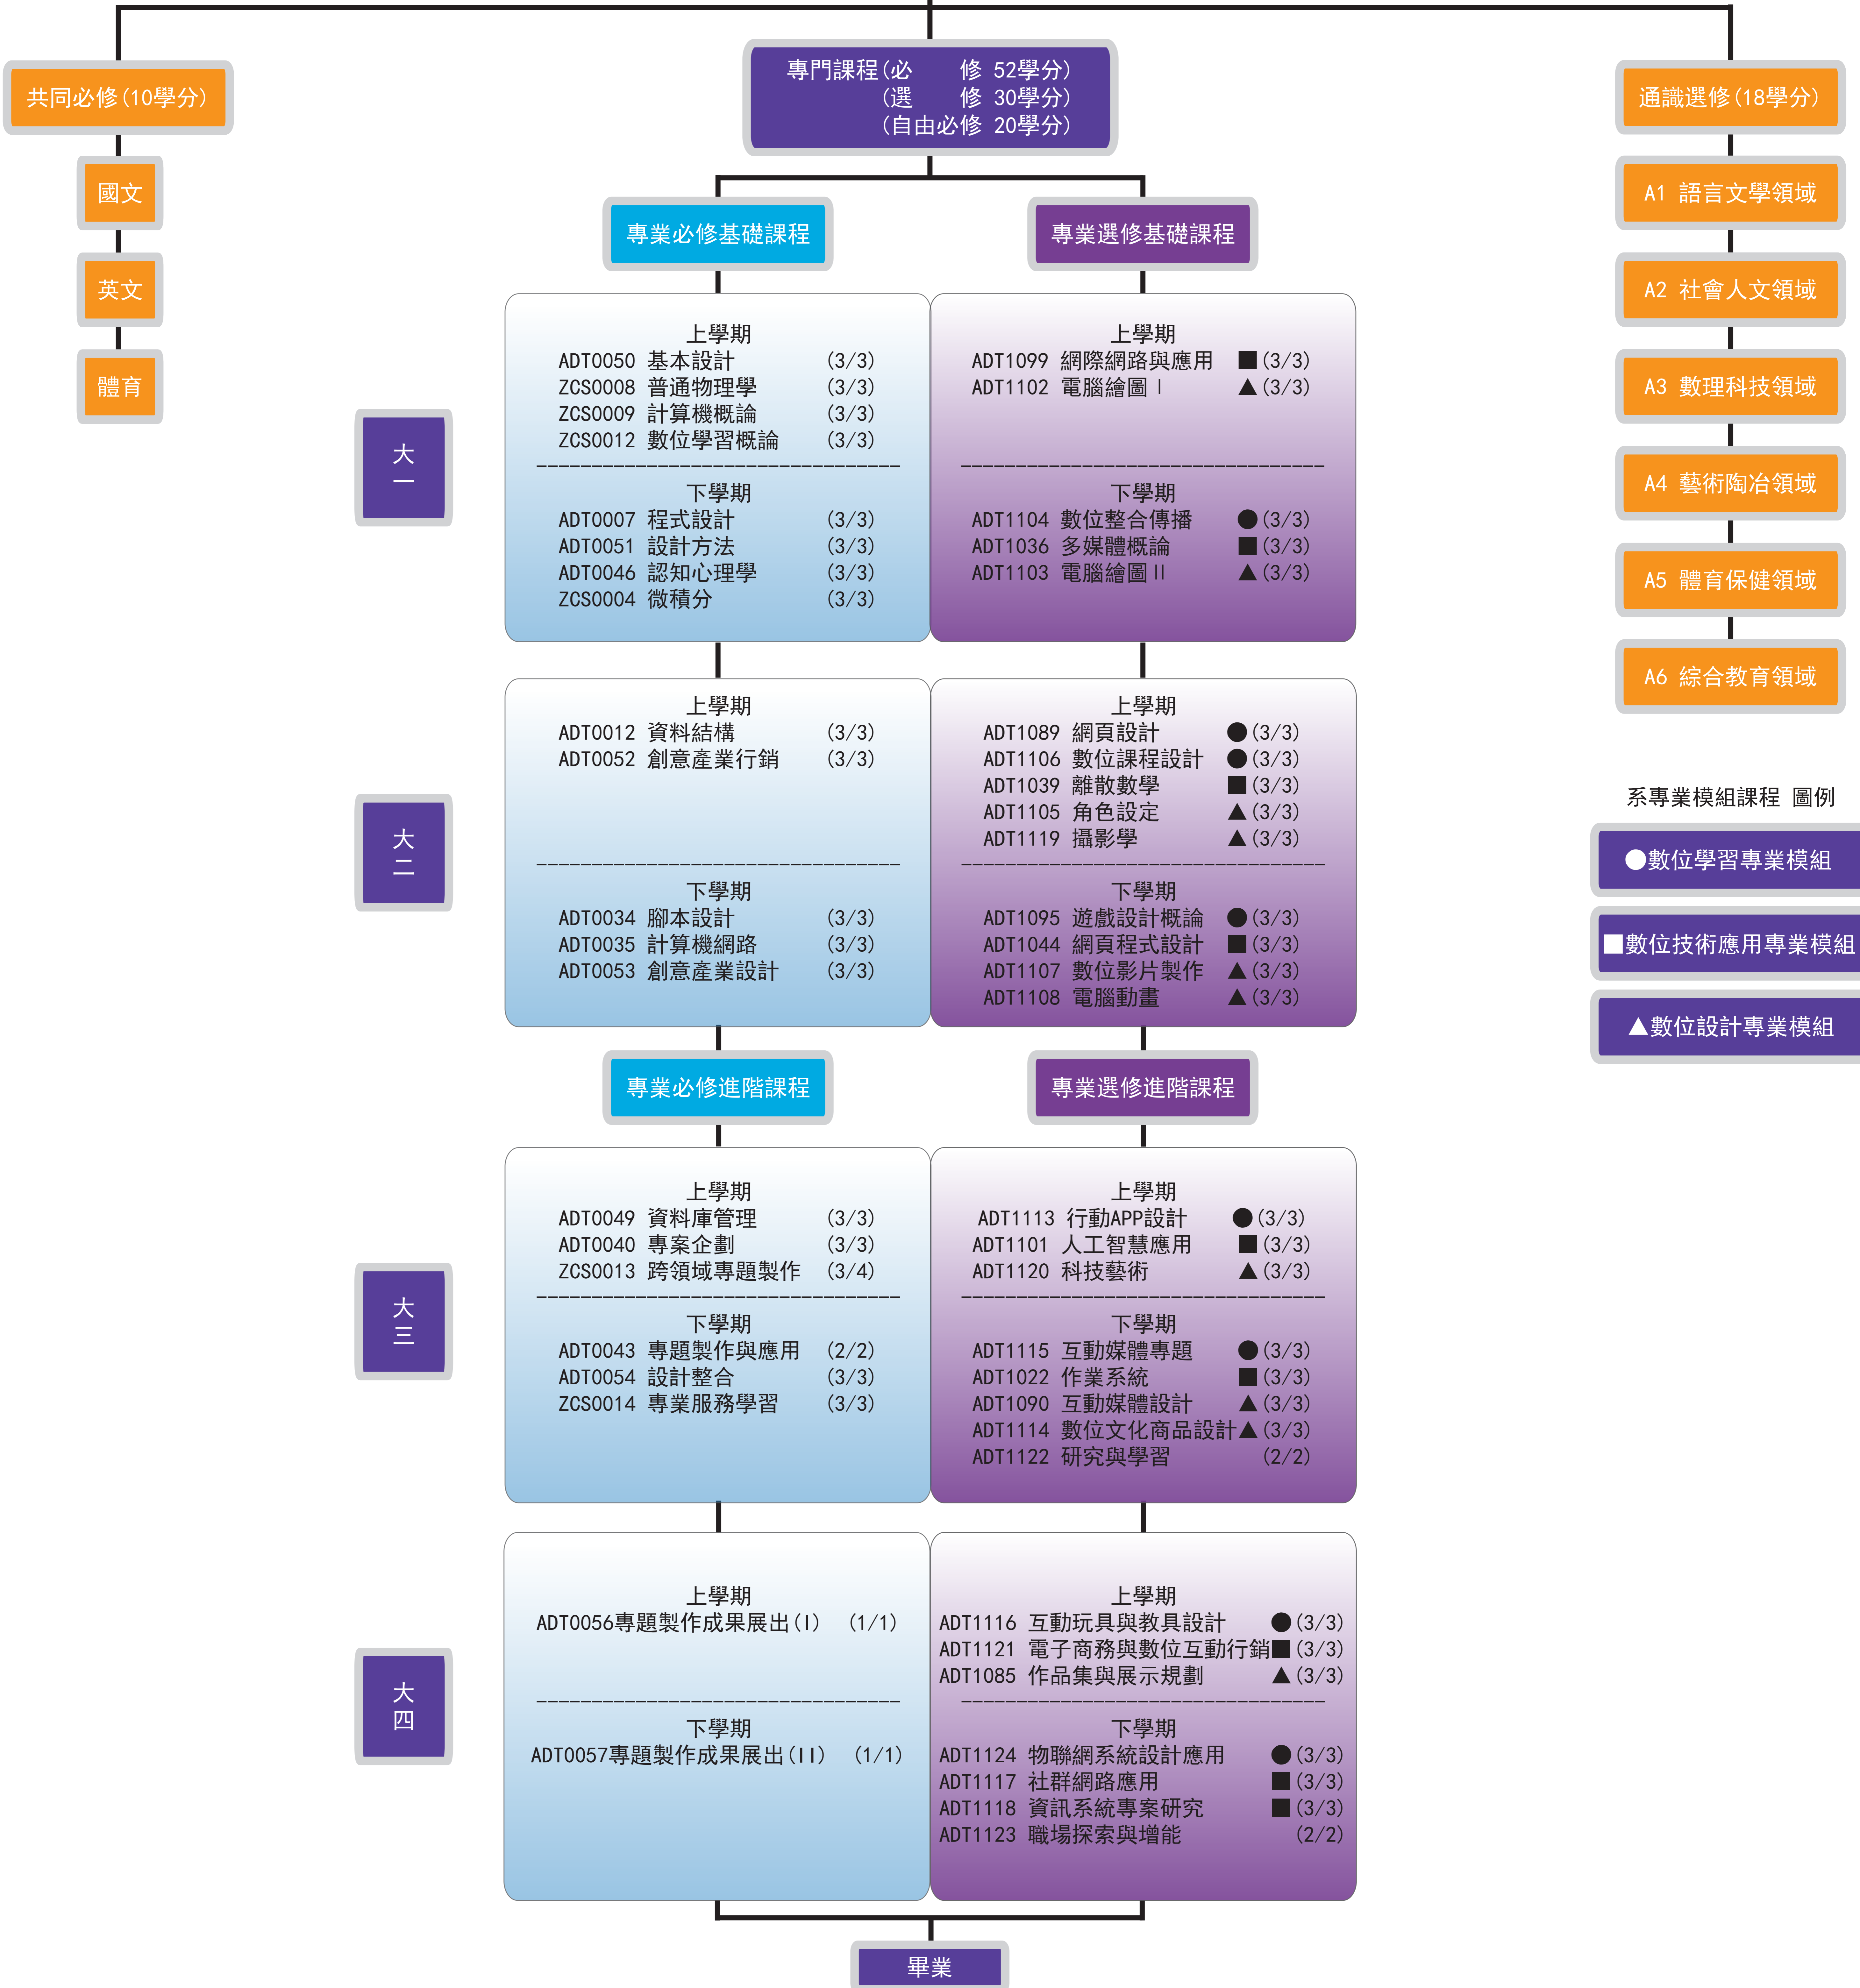 共同必修(10學分)
國文
英文
體育
專門課程(必　　修 52學分)
(選　　修 30學分)
(自由必修 20學分)
通識選修(18學分)
A1 語言文學領域
A2 社會人文領域
A3 數理科技領域
A4 藝術陶冶領域
A5 體育保健領域
A6 綜合教育領域
系專業模組課程 圖例
●數位學習專業模組
■數位技術應用專業模組
▲數位設計專業模組
專業必修基礎課程
專業選修基礎課程
大一
上學期
ADT0050 基本設計 (3/3)
ZCS0008 普通物理學 (3/3)
ZCS0009 計算機概論 (3/3)
ZCS0012 數位學習概論 (3/3)
下學期
ADT0007 程式設計 (3/3)
ADT0051 設計方法 (3/3)
ADT0046 認知心理學 (3/3)
ZCS0004 微積分 (3/3)
上學期
ADT1099 網際網路與應用 ■(3/3)
ADT1102 電腦繪圖Ⅰ ▲(3/3)
下學期
ADT1104 數位整合傳播 ●(3/3)
ADT1036 多媒體概論 ■(3/3)
ADT1103 電腦繪圖Ⅱ ▲(3/3)
大二
上學期
ADT0012 資料結構 (3/3)
ADT0052 創意產業行銷 (3/3)
下學期
ADT0034 腳本設計 (3/3)
ADT0035 計算機網路 (3/3)
ADT0053 創意產業設計 (3/3)
上學期
ADT1089 網頁設計 ●(3/3)
ADT1106 數位課程設計 ●(3/3)
ADT1039 離散數學 ■(3/3)
ADT1105 角色設定 ▲(3/3)
ADT1119 攝影學 ▲(3/3)
下學期
ADT1095 遊戲設計概論 ●(3/3)
ADT1044 網頁程式設計 ■(3/3)
ADT1107 數位影片製作 ▲(3/3)
ADT1108 電腦動畫 ▲(3/3)
專業必修進階課程
專業選修進階課程
大三
上學期
ADT0049 資料庫管理 (3/3)
ADT0040 專案企劃 (3/3)
ZCS0013 跨領域專題製作 (3/4)
下學期
ADT0043 專題製作與應用 (2/2)
ADT0054 設計整合 (3/3)
ZCS0014 專業服務學習 (3/3)
上學期
ADT1113 行動APP設計 ●(3/3)
ADT1101 人工智慧應用 ■(3/3)
ADT1120 科技藝術 ▲(3/3)
下學期
ADT1115 互動媒體專題 ●(3/3)
ADT1022 作業系統 ■(3/3)
ADT1090 互動媒體設計 ▲(3/3)
ADT1114 數位文化商品設計▲(3/3)
ADT1122 研究與學習 (2/2)
大四
上學期
ADT0056專題製作成果展出(I) (1/1)
下學期
ADT0057專題製作成果展出(II) (1/1)
上學期
ADT1116 互動玩具與教具設計 ●(3/3)
ADT1121 電子商務與數位互動行銷■(3/3)
ADT1085 作品集與展示規劃 ▲(3/3)
下學期
ADT1124 物聯網系統設計應用 ●(3/3)
ADT1117 社群網路應用 ■(3/3)
ADT1118 資訊系統專案研究 ■(3/3)
ADT1123 職場探索與增能 (2/2)
畢業